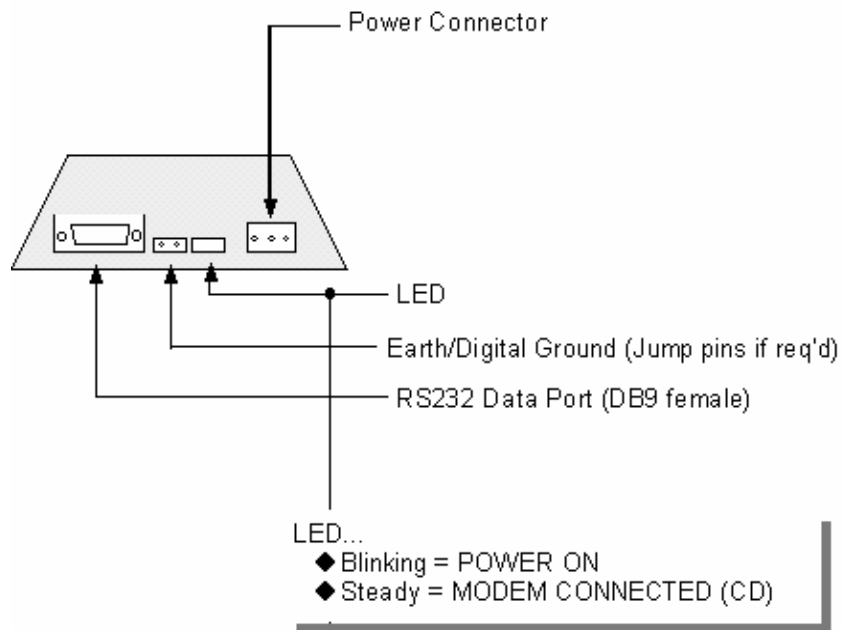 Power Connector
LED
Earth/Digital Ground (Jump pins if req'd)
RS232 Data Port (DB9 female)
LED...
◆ Blinking = POWER ON
◆ Steady = MODEM CONNECTED (CD)